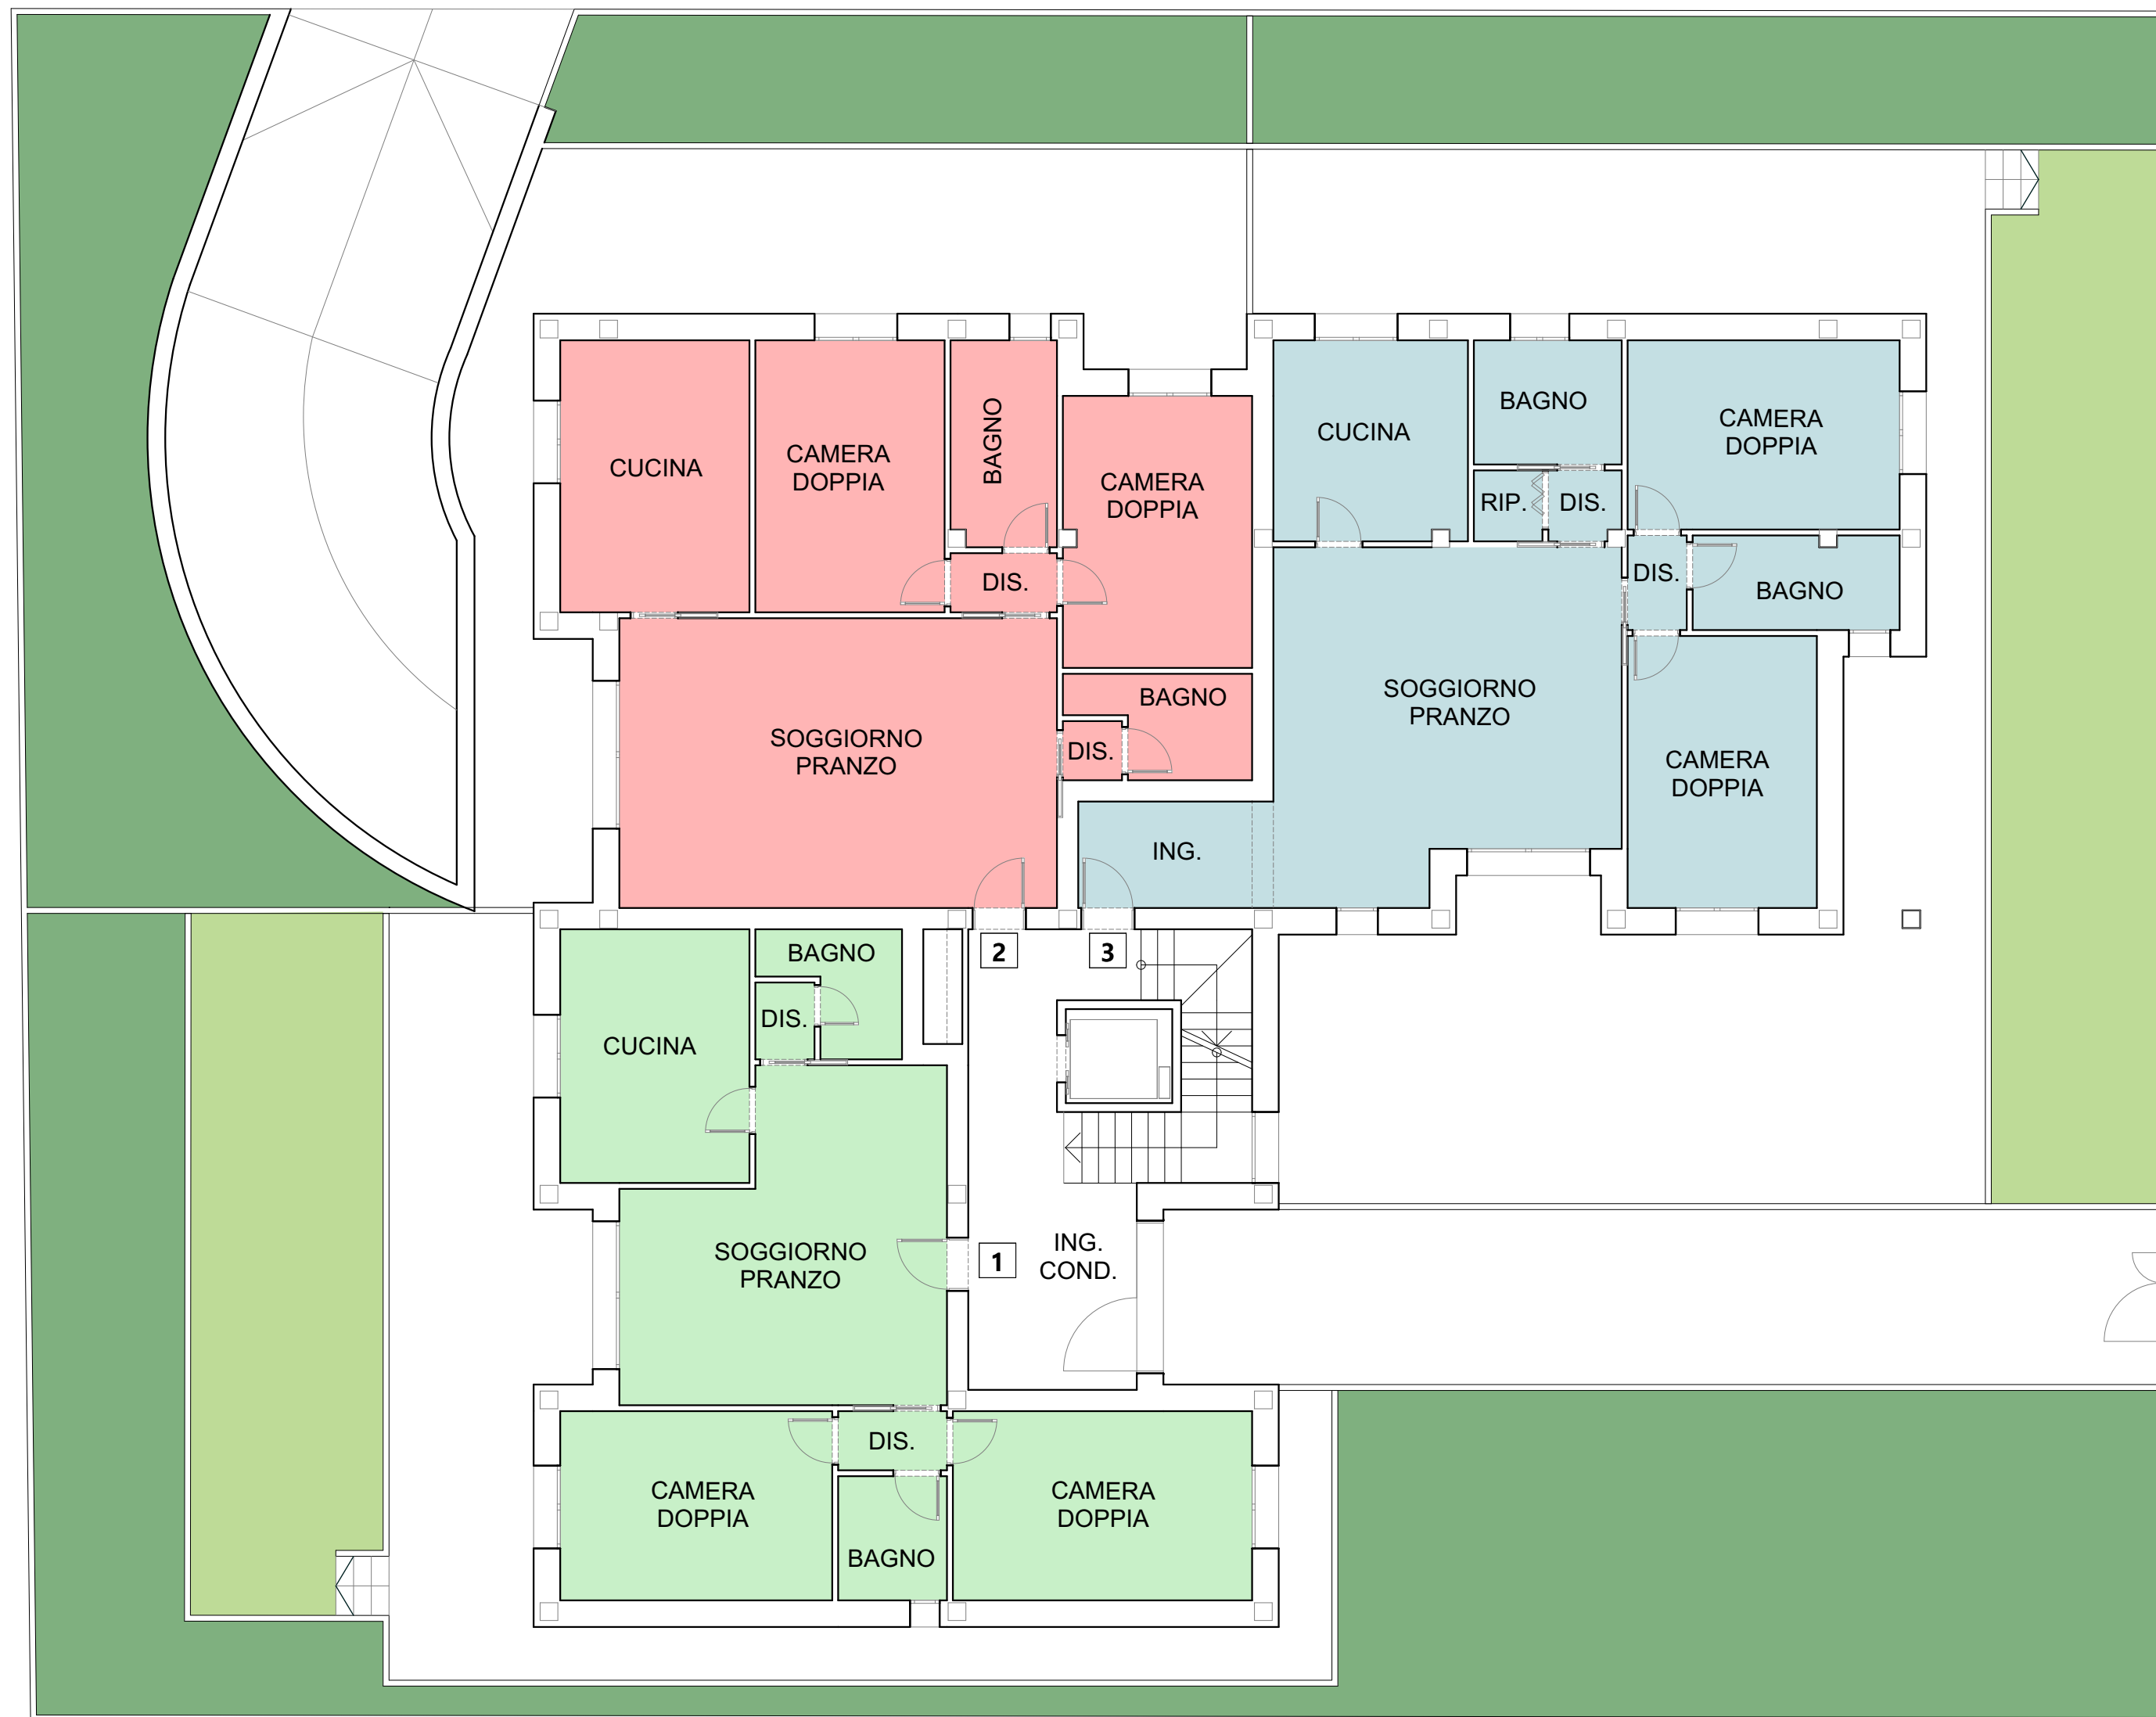 CUCINA
CAMERA
DOPPIA
BAGNO
CAMERA
DOPPIA
DIS.
SOGGIORNO
PRANZO
BAGNO
DIS.
CUCINA
BAGNO
CAMERA
DOPPIA
RIP.
DIS.
DIS.
BAGNO
SOGGIORNO
PRANZO
CAMERA
DOPPIA
ING.
2
3
BAGNO
DIS.
CUCINA
SOGGIORNO
PRANZO
1
ING.
COND.
DIS.
CAMERA
DOPPIA
BAGNO
CAMERA
DOPPIA